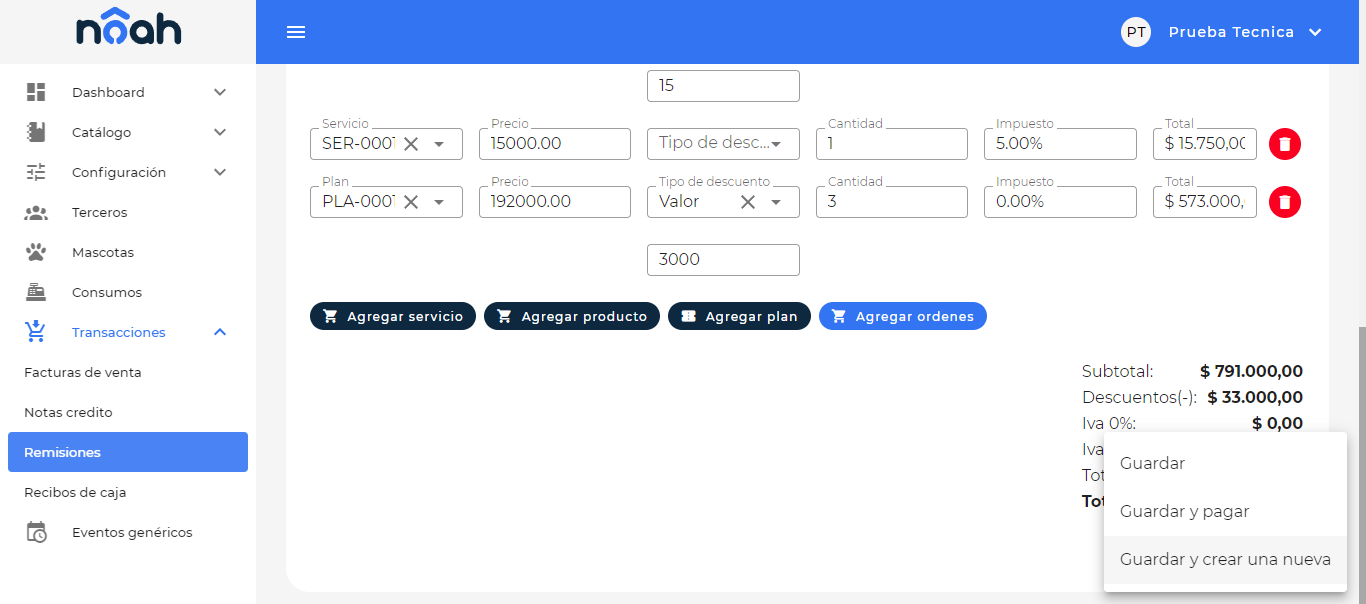 nôah
PT Prueba Tecnica
Dashboard
Catálogo
Configuración
Terceros
Mascotas
Consumos
Transacciones
Facturas de venta
Notas credito
Remisiones
Recibos de caja
Eventos genéricos
15
Servicio Precio Cantidad Impuesto Total
SER-0001 15000.00 Tipo de desc... 1 5.00% $ 15.750,00
Plan Precio Tipo de descuento Cantidad Impuesto Total
PLA-0001 192000.00 Valor 3 0.00% $ 573.000,
3000
Agregar servicio Agregar producto Agregar plan Agregar ordenes
Subtotal: $ 791.000,00
Descuentos(-): $ 33.000,00
Iva 0%: $ 0,00
Iva
Tot
Tot
Guardar
Guardar y pagar
Guardar y crear una nueva